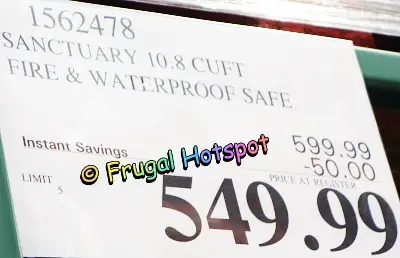 1562478
SANCTUARY 10.8 CUFT
FIRE & WATERPROOF SAFE
Instant Savings 599.99
-50.00
© Frugal Hotspot
PRICE AT REGISTER
LIMIT 5
549.99